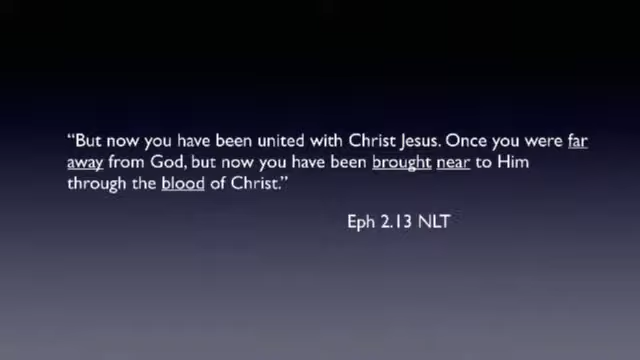 “But now you have been united with Christ Jesus. Once you were far
away from God, but now you have been brought near to Him
through the blood of Christ.”
Eph 2.13 NLT